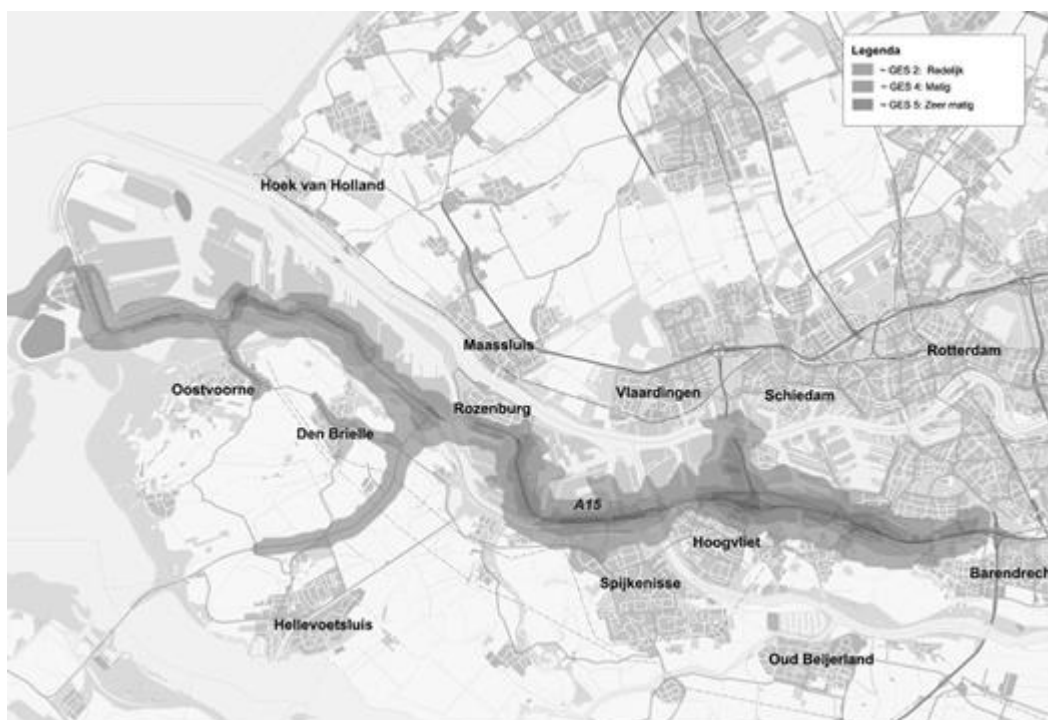 Legenda
~ GES 2: Redelijk
~ GES 4: Matig
~ GES 5: Zeer matig
Hoek van Holland
Maassluis
Rotterdam
Oostvoorne
Vlaardingen
Schiedam
Rozenburg
Den Brielle
A15
Hoogvliet
Spijkenisse
Barendrech
Hellevoetsluis
Oud Beijerland